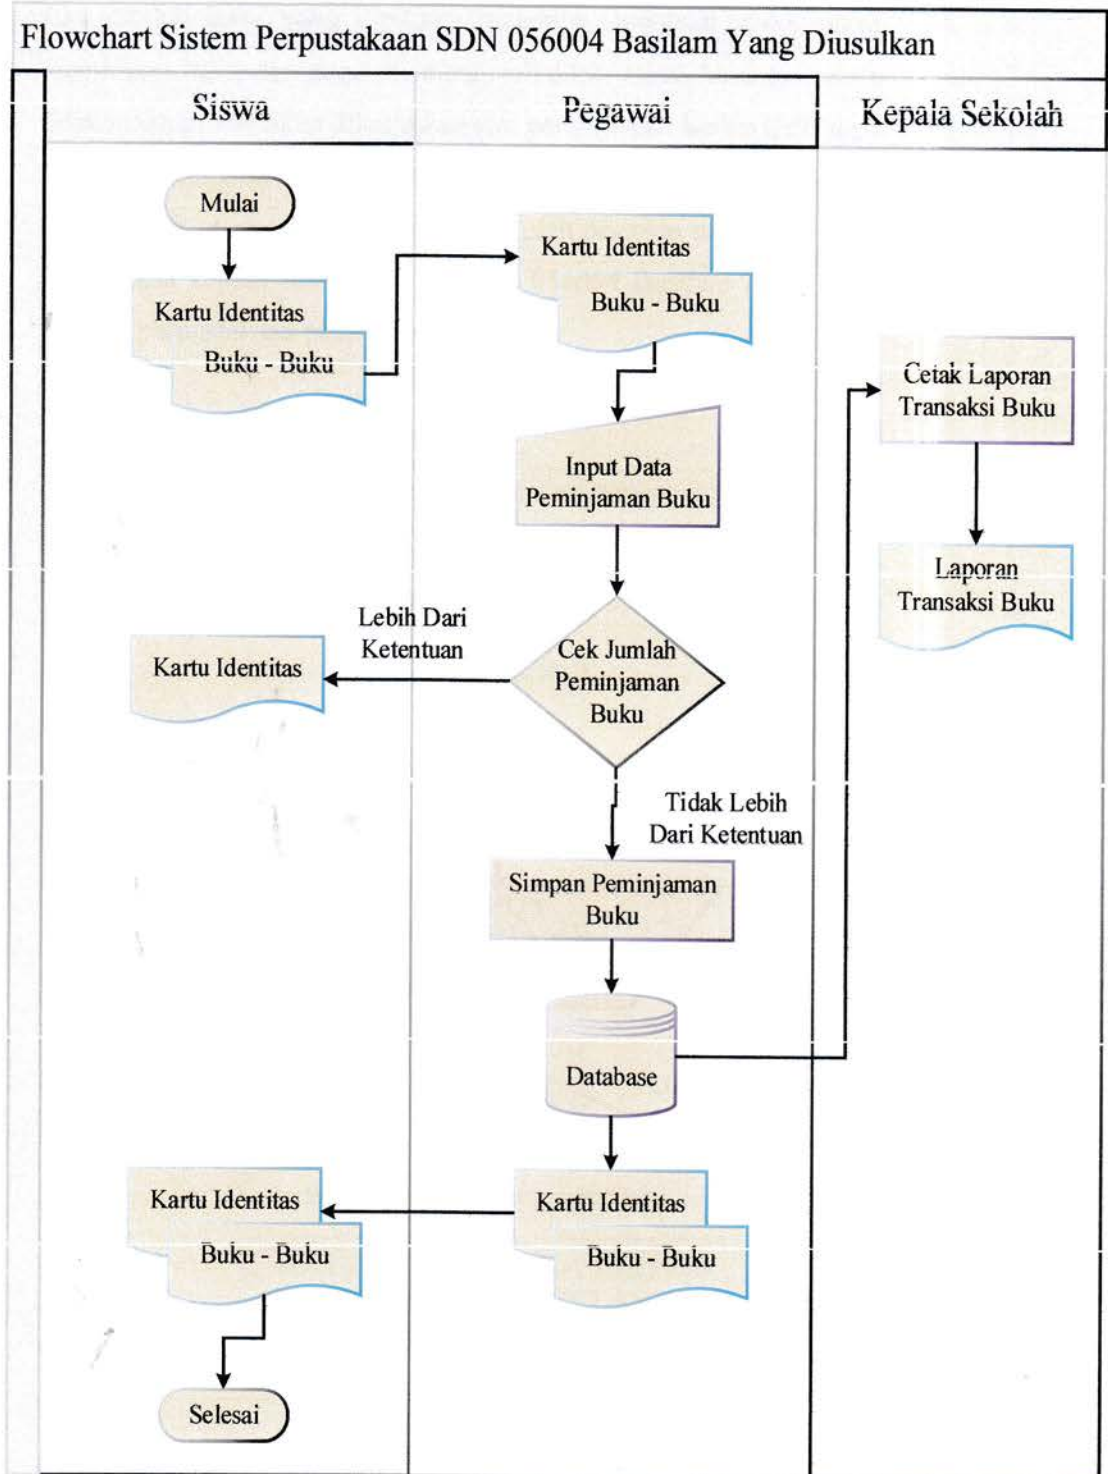 Flowchart Sistem Perpustakaan SDN 056004 Basilam Yang Diusulkan
Siswa
Pegawai
Kepala Sekolah
Mulai
Kartu Identitas
Buku - Buku
Kartu Identitas
Buku - Buku
Input Data
Peminjaman Buku
Cek Jumlah
Peminjaman
Buku
Lebih Dari
Ketentuan
Kartu Identitas
Tidak Lebih
Dari Ketentuan
Simpan Peminjaman
Buku
Database
Cetak Laporan
Transaksi Buku
Laporan
Transaksi Buku
Kartu Identitas
Buku - Buku
Kartu Identitas
Buku - Buku
Selesai